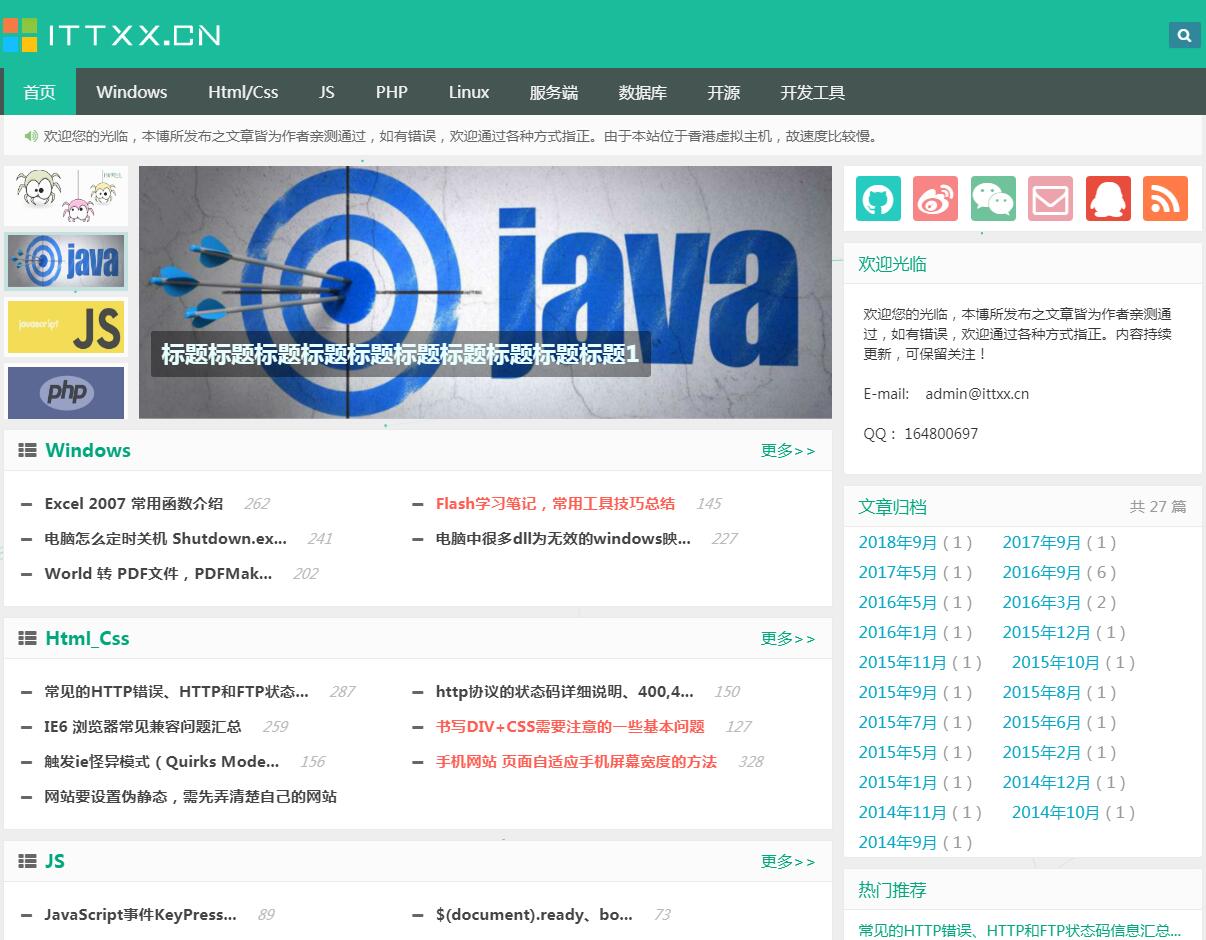 ITTXX.CN
首页 Windows Html/Css JS PHP Linux 服务端 数据库 开源 开发工具
欢迎您的光临，本博所发布之文章皆为作者亲测通过，如有错误，欢迎通过各种方式指正。由于本站位于香港虚拟主机，故速度比较慢。
java
javascript JS
php
java
标题标题标题标题标题标题标题标题标题标题1
Windows 更多>>
Excel 2007 常用函数介绍 262
Flash学习笔记，常用工具技巧总结 145
电脑怎么定时关机 Shutdown.ex... 241
电脑中很多dll为无效的windows映... 227
World 转 PDF文件，PDFMak... 202
Html_Css 更多>>
常见的HTTP错误、HTTP和FTP状态... 287
http协议的状态码详细说明、400,4... 150
IE6 浏览器常见兼容问题汇总 259
书写DIV+CSS需要注意的一些基本问题 127
触发ie怪异模式 ( Quirks Mode... 156
手机网站 页面自适应手机屏幕宽度的方法 328
网站要设置伪静态，需先弄清楚自己的网站
JS 更多>>
JavaScript事件KeyPress... 89
$(document).ready、bo... 73
欢迎光临
欢迎您的光临，本博所发布之文章皆为作者亲测通
过，如有错误，欢迎通过各种方式指正。内容持续
更新，可保留关注！
E-mail: admin@ittxx.cn
QQ： 164800697
文章归档 共 27 篇
2018年9月 ( 1 ) 2017年9月 ( 1 )
2017年5月 ( 1 ) 2016年9月 ( 6 )
2016年5月 ( 1 ) 2016年3月 ( 2 )
2016年1月 ( 1 ) 2015年12月 ( 1 )
2015年11月 ( 1 ) 2015年10月 ( 1 )
2015年9月 ( 1 ) 2015年8月 ( 1 )
2015年7月 ( 1 ) 2015年6月 ( 1 )
2015年5月 ( 1 ) 2015年2月 ( 1 )
2015年1月 ( 1 ) 2014年12月 ( 1 )
2014年11月 ( 1 ) 2014年10月 ( 1 )
2014年9月 ( 1 )
热门推荐
常见的HTTP错误、HTTP和FTP状态码信息汇总...